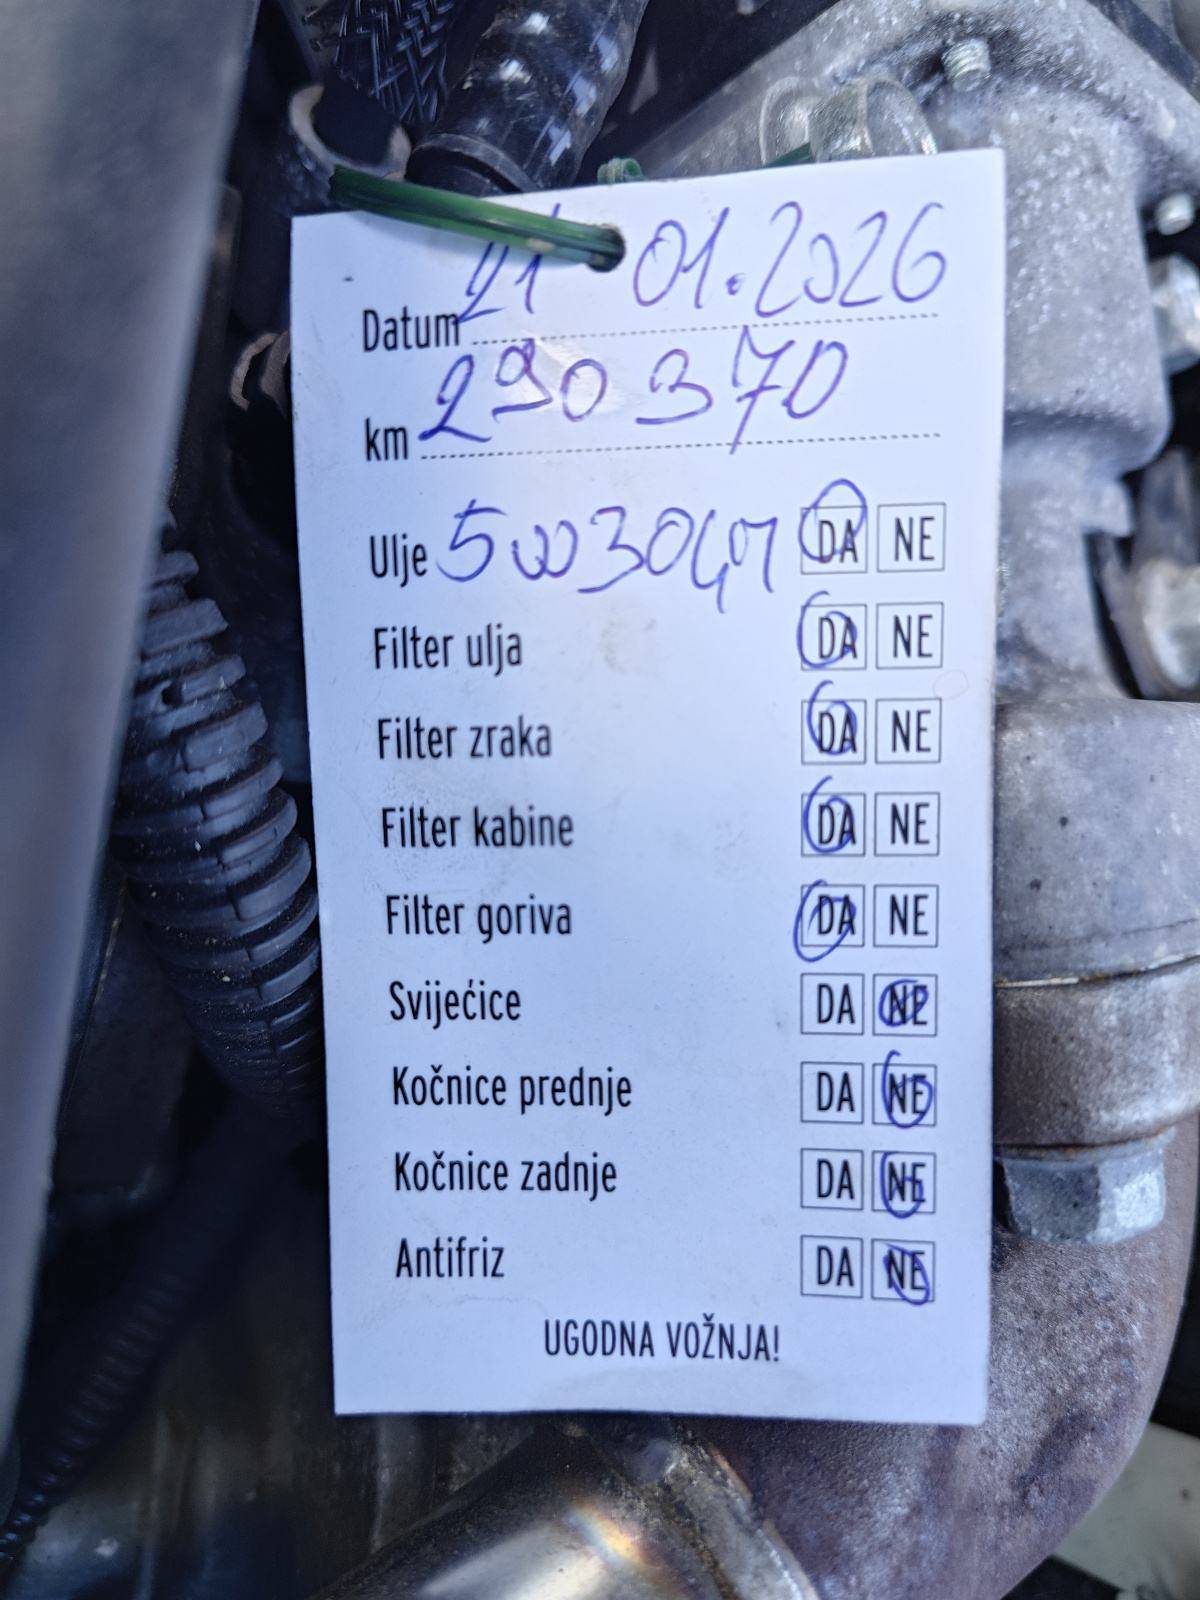 21 01.2026
Datum
km 290 370
Ulje 5W30 DA NE
Filter ulja DA NE
Filter zraka DA NE
Filter kabine DA NE
Filter goriva DA NE
Svijećice DA NE
Kočnice prednje DA NE
Kočnice zadnje DA NE
Antifriz DA NE
UGODNA VOŽNJA!